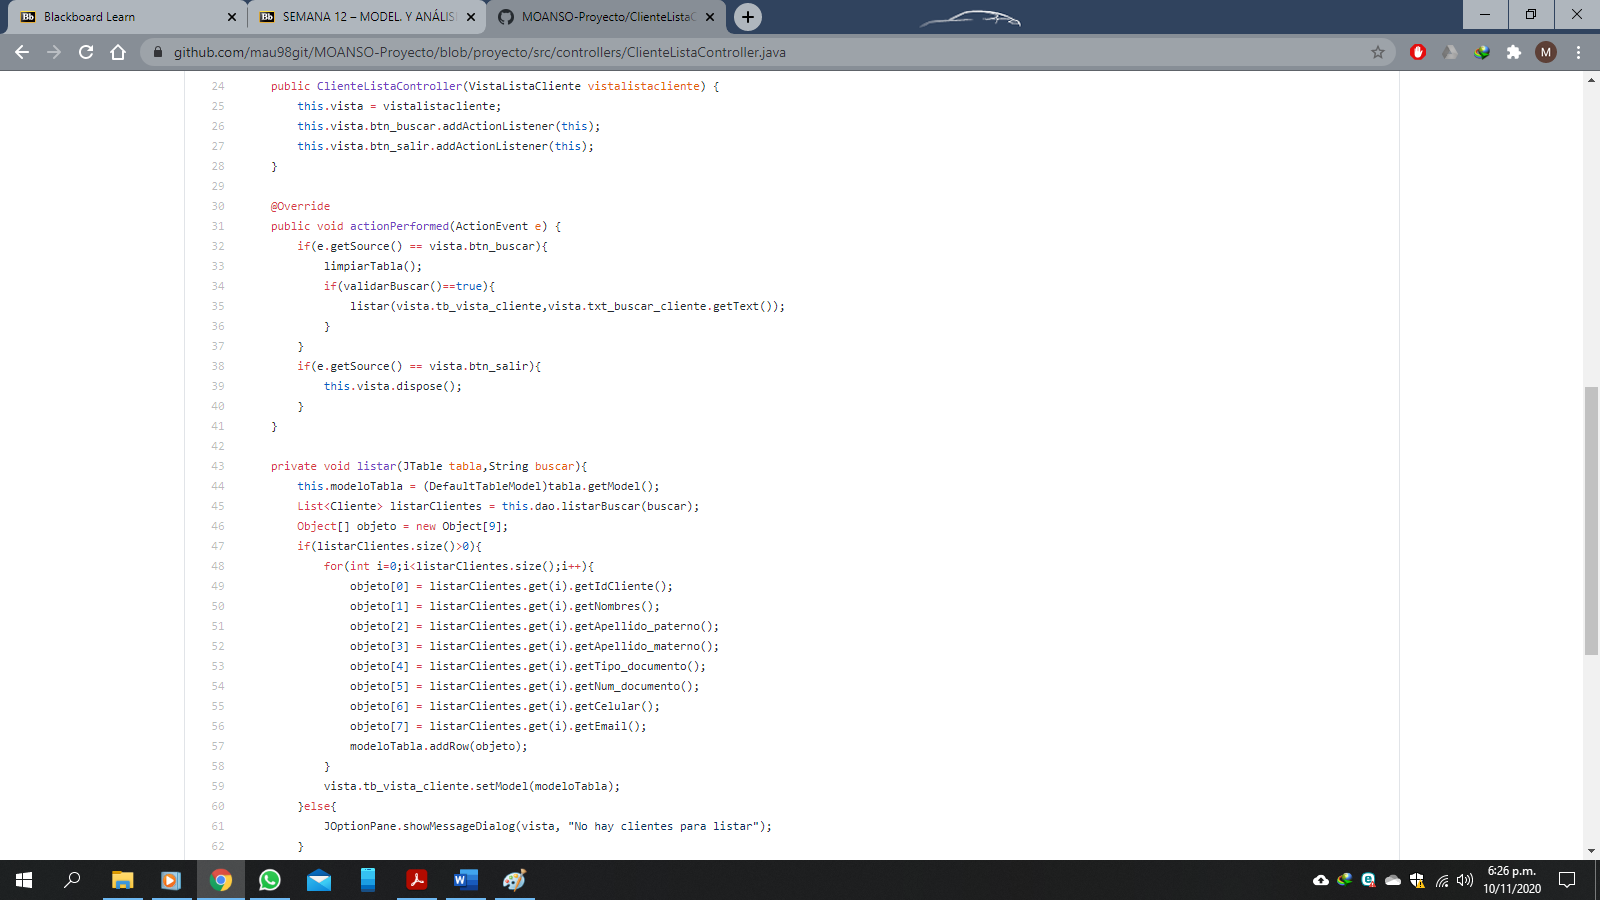 Blackboard Learn
SEMANA 12 – MODEL. Y ANÁLIS
MOANSO-Proyecto/ClienteListaC
github.com/mau98git/MOANSO-Proyecto/blob/proyecto/src/controllers/ClienteListaController.java
M
24 public ClienteListaController(VistaListaCliente vistalistacliente) {
25 this.vista = vistalistacliente;
26 this.vista.btn_buscar.addActionListener(this);
27 this.vista.btn_salir.addActionListener(this);
28 }
29
30 @Override
31 public void actionPerformed(ActionEvent e) {
32 if(e.getSource() == vista.btn_buscar){
33 limpiarTabla();
34 if(validarBuscar()==true){
35 listar(vista.tb_vista_cliente,vista.txt_buscar_cliente.getText());
36 }
37 }
38 if(e.getSource() == vista.btn_salir){
39 this.vista.dispose();
40 }
41 }
42
43 private void listar(JTable tabla,String buscar){
44 this.modeloTabla = (DefaultTableModel)tabla.getModel();
45 List<Cliente> listarClientes = this.dao.listarBuscar(buscar);
46 Object[] objeto = new Object[9];
47 if(listarClientes.size()>0){
48 for(int i=0;i<listarClientes.size();i++){
49 objeto[0] = listarClientes.get(i).getIdCliente();
50 objeto[1] = listarClientes.get(i).getNombres();
51 objeto[2] = listarClientes.get(i).getApellido_paterno();
52 objeto[3] = listarClientes.get(i).getApellido_materno();
53 objeto[4] = listarClientes.get(i).getTipo_documento();
54 objeto[5] = listarClientes.get(i).getNum_documento();
55 objeto[6] = listarClientes.get(i).getCelular();
56 objeto[7] = listarClientes.get(i).getEmail();
57 modeloTabla.addRow(objeto);
58 }
59 vista.tb_vista_cliente.setModel(modeloTabla);
60 }else{
61 JOptionPane.showMessageDialog(vista, "No hay clientes para listar");
62 }
6:26 p.m.
10/11/2020